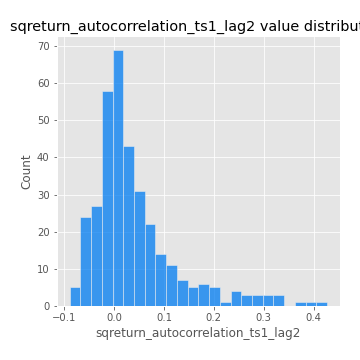 sqreturn_autocorrelation_ts1_lag2 value distribut
70
60
50
40
30
20
10
0
Count
−0.1 0.0 0.1 0.2 0.3 0.4
sqreturn_autocorrelation_ts1_lag2